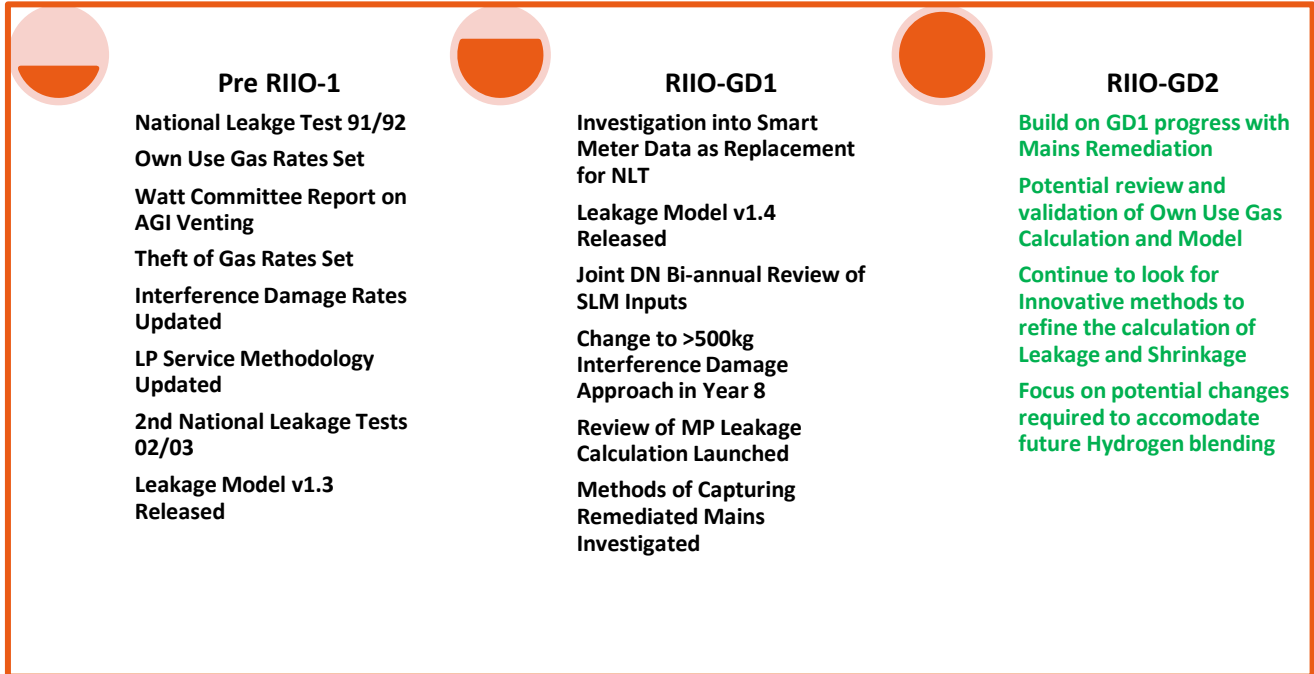 Pre RIIO-1
National Leakge Test 91/92
Own Use Gas Rates Set
Watt Committee Report on
AGI Venting
Theft of Gas Rates Set
Interference Damage Rates
Updated
LP Service Methodology
Updated
2nd National Leakage Tests
02/03
Leakage Model v1.3
Released
RIIO-GD1
Investigation into Smart
Meter Data as Replacement
for NLT
Leakage Model v1.4
Released
Joint DN Bi-annual Review of
SLM Inputs
Change to >500kg
Interference Damage
Approach in Year 8
Review of MP Leakage
Calculation Launched
Methods of Capturing
Remediated Mains
Investigated
RIIO-GD2
Build on GD1 progress with
Mains Remediation
Potential review and
validation of Own Use Gas
Calculation and Model
Continue to look for
Innovative methods to
refine the calculation of
Leakage and Shrinkage
Focus on potential changes
required to accomodate
future Hydrogen blending